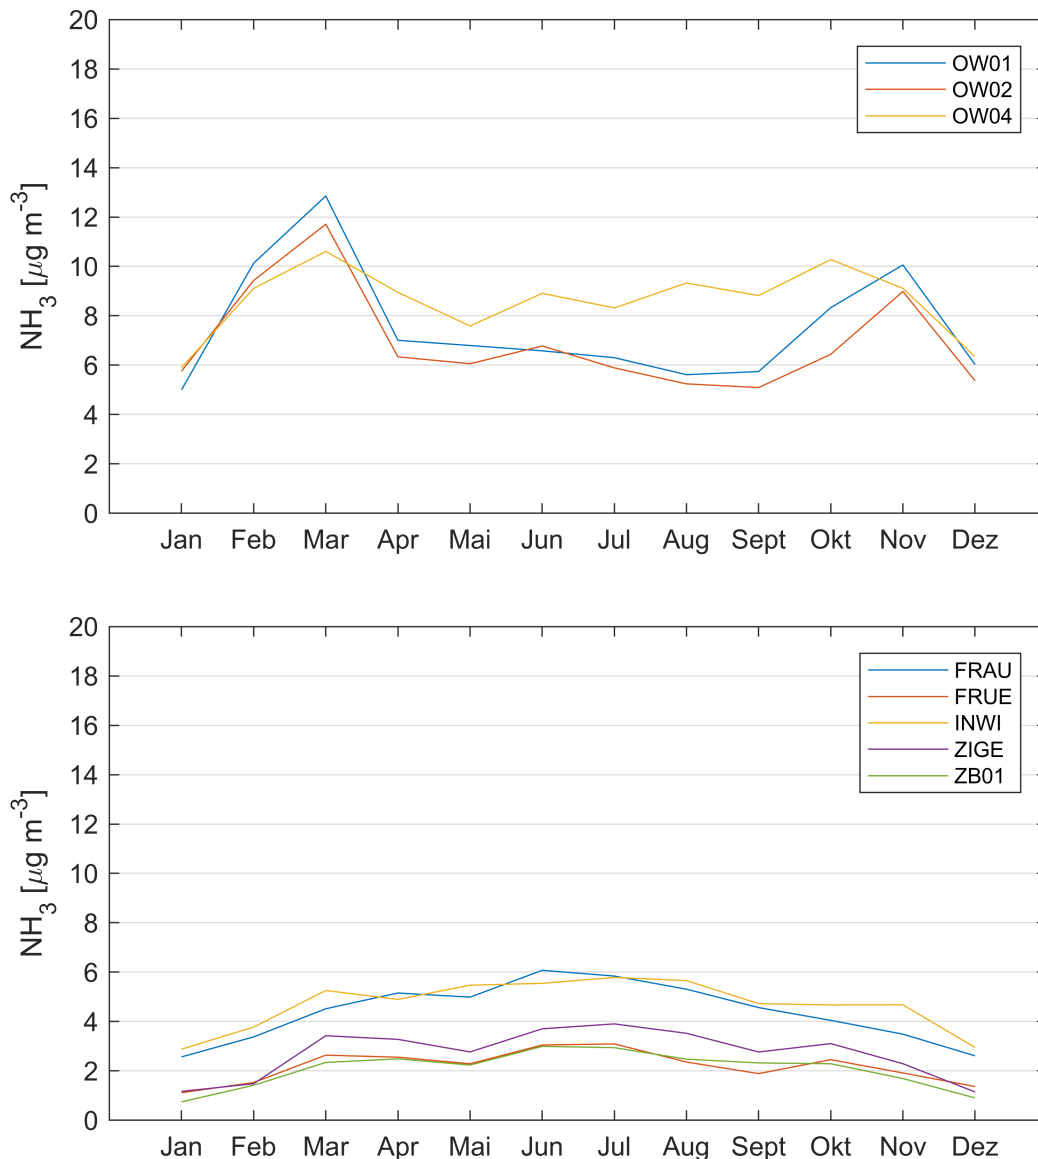 20
18
16
14
12
10
8
6
4
2
0
NH3 [μg m-3]
OW01
OW02
OW04
Jan Feb Mar Apr Mai Jun Jul Aug Sept Okt Nov Dez
20
18
16
14
12
10
8
6
4
2
0
NH3 [μg m-3]
FRAU
FRUE
INWI
ZIGE
ZB01
Jan Feb Mar Apr Mai Jun Jul Aug Sept Okt Nov Dez